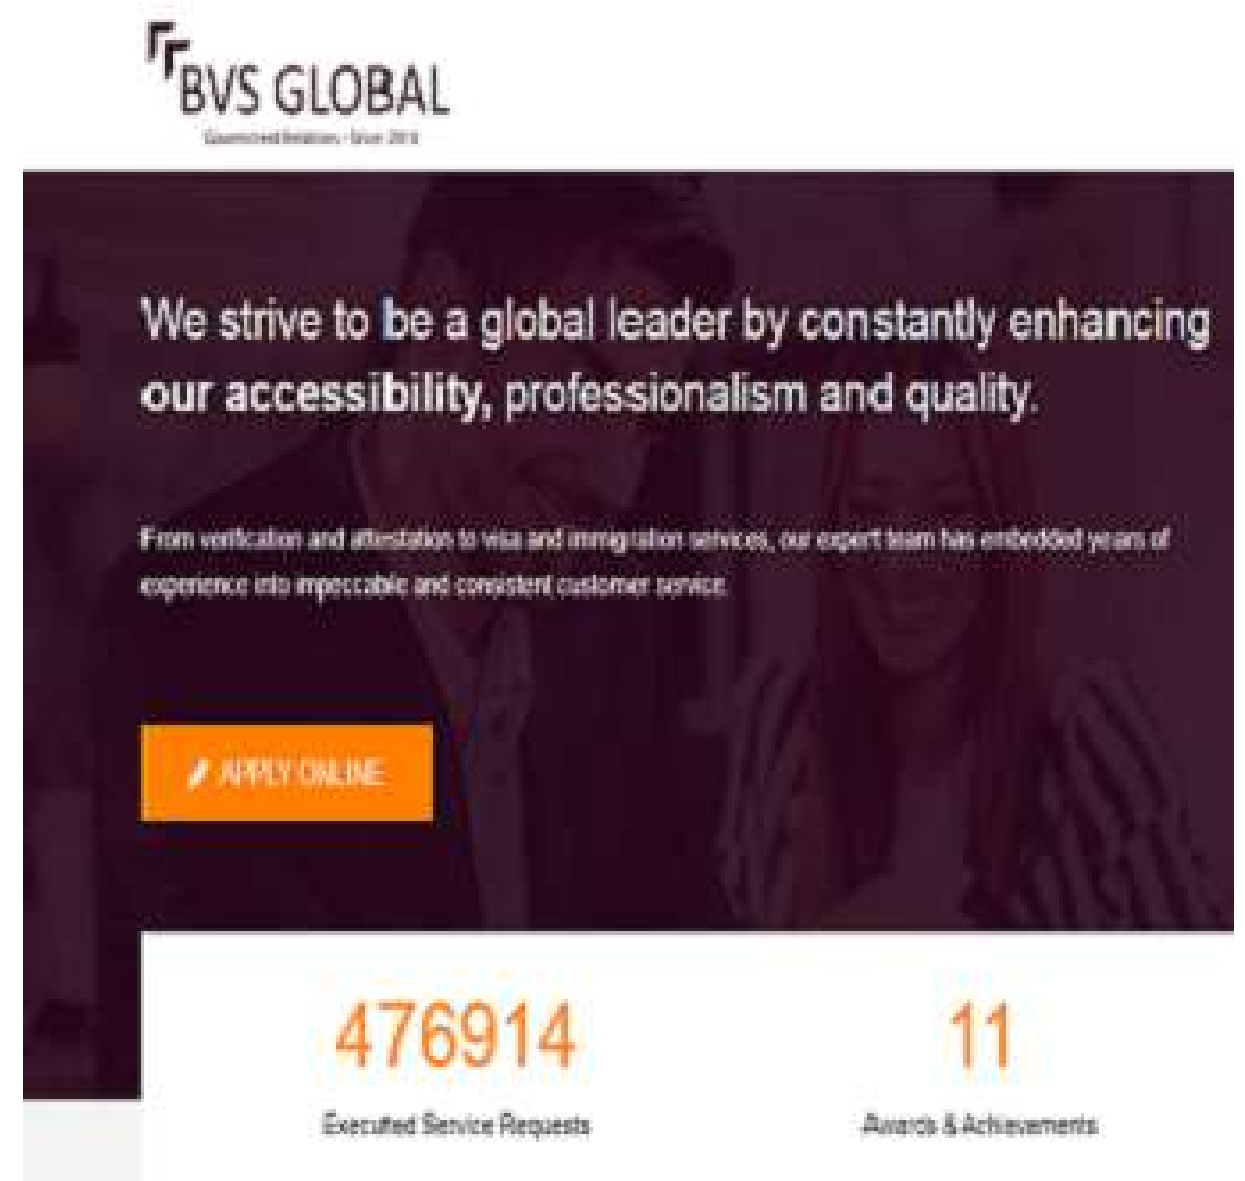 BVS GLOBAL
We strive to be a global leader by constantly enhancing
our accessibility, professionalism and quality.
From verification and attestation to visa and immigration services, our expert team has embedded years of
experience into impeccable and consistent customer service.
APPLY ONLINE
476914
11
Executed Service Requests
Awards & Achievements